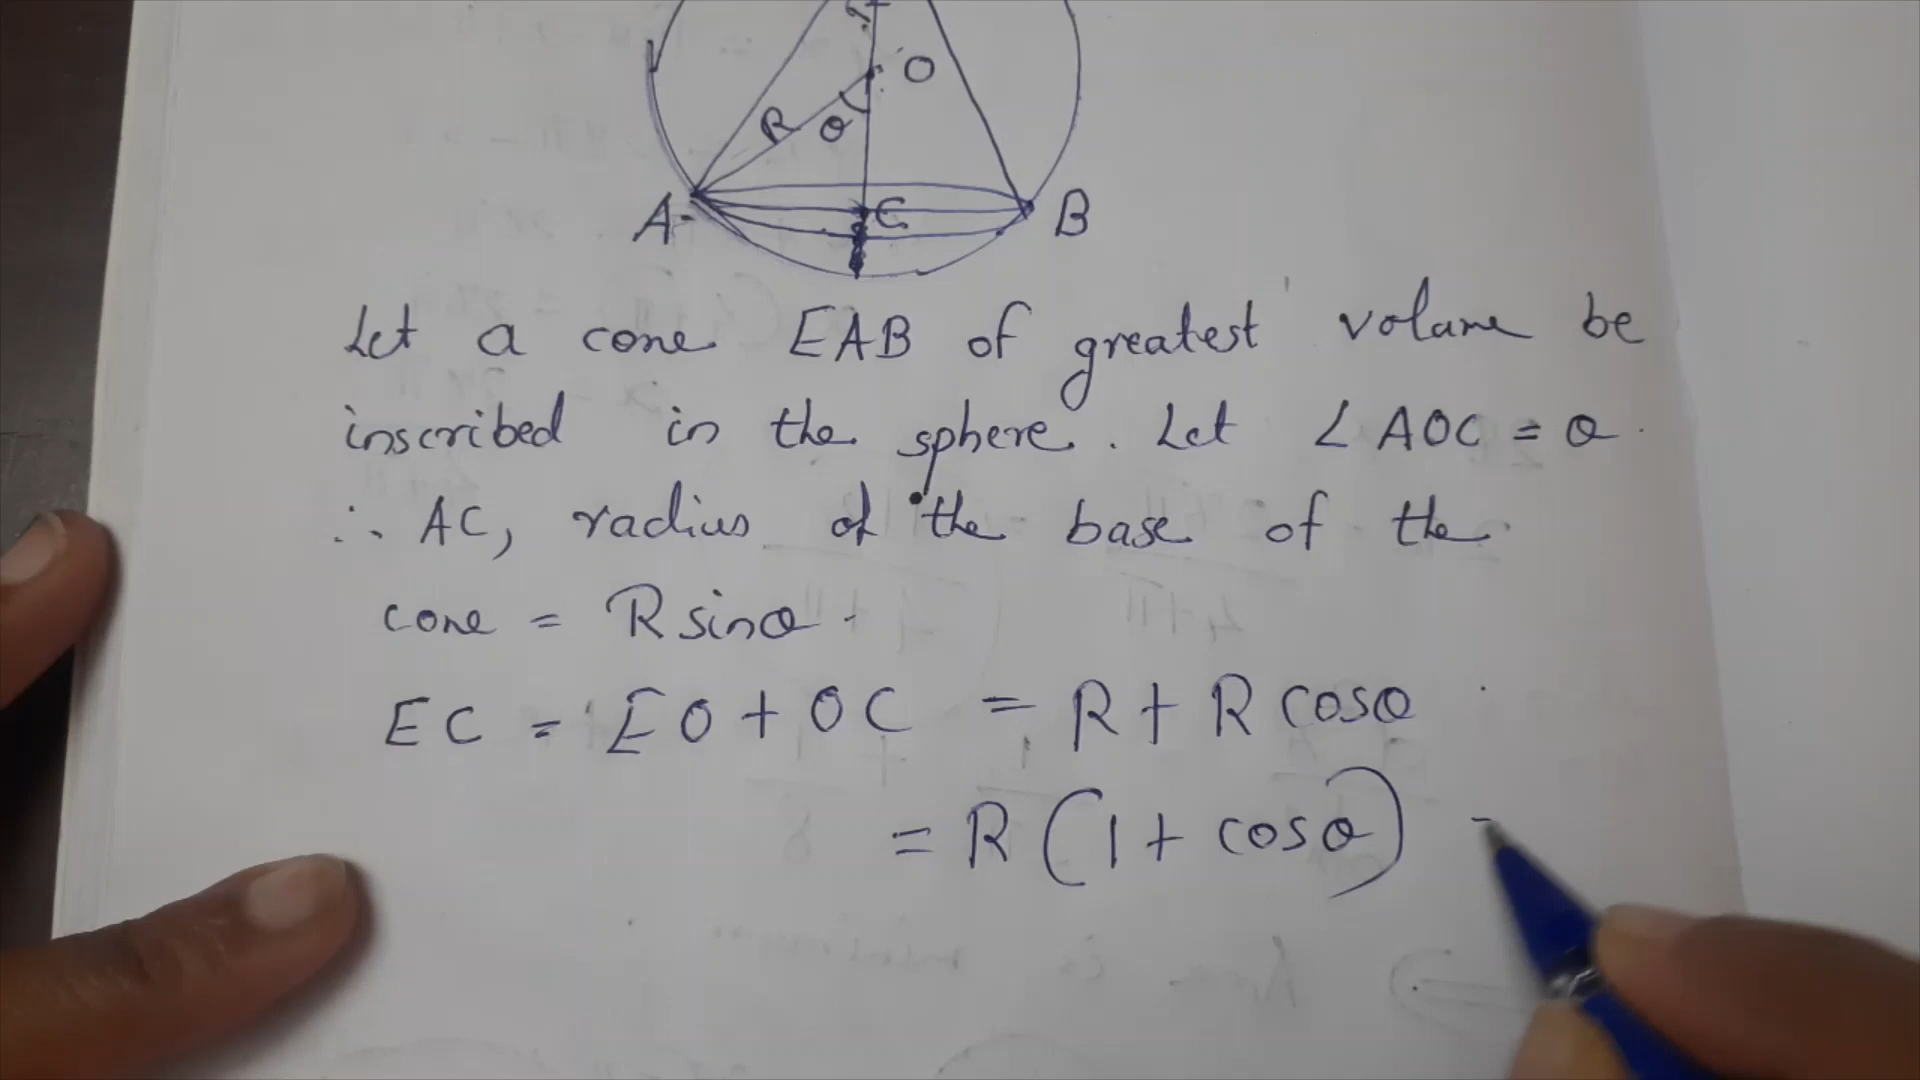 O
R θ
A C B
Let a cone EAB of greatest volume be
inscribed in the sphere. Let ∠AOC = θ.
∴ AC, radius of the base of the
cone = R sinθ.
EC = EO + OC = R + R cosθ
= R (1 + cosθ) -